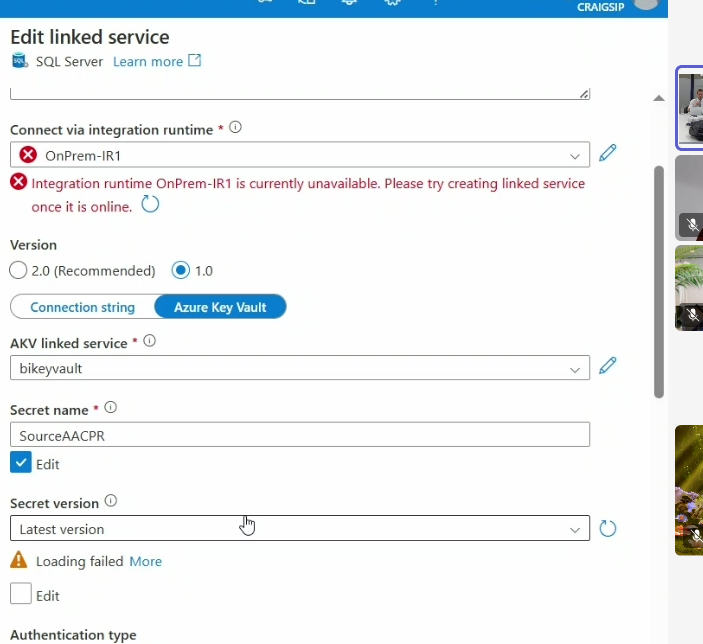 CRAIGSIP
Edit linked service
SQL Server Learn more
Connect via integration runtime *
OnPrem-IR1
Integration runtime OnPrem-IR1 is currently unavailable. Please try creating linked service
once it is online.
Version
2.0 (Recommended) 1.0
Connection string Azure Key Vault
AKV linked service *
bikeyvault
Secret name *
SourceAACPR
Edit
Secret version
Latest version
Loading failed More
Edit
Authentication type